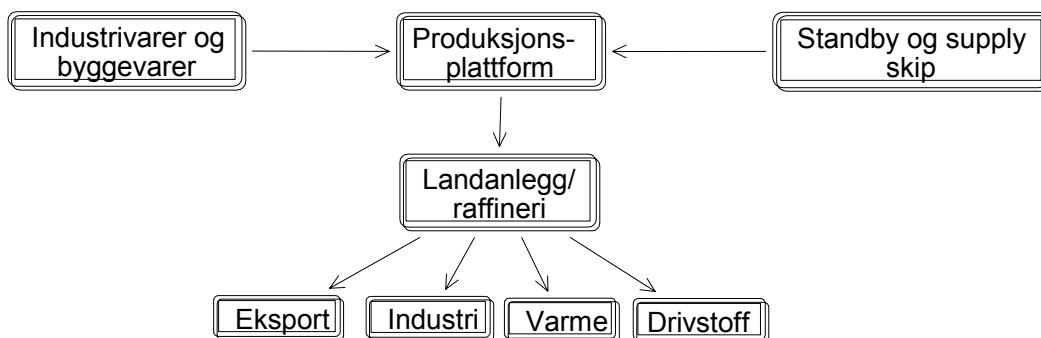 Industrivarer og
byggevarer
Produksjons-
plattform
Standby og supply
skip
Landanlegg/
raffineri
Eksport
Industri
Varme
Drivstoff